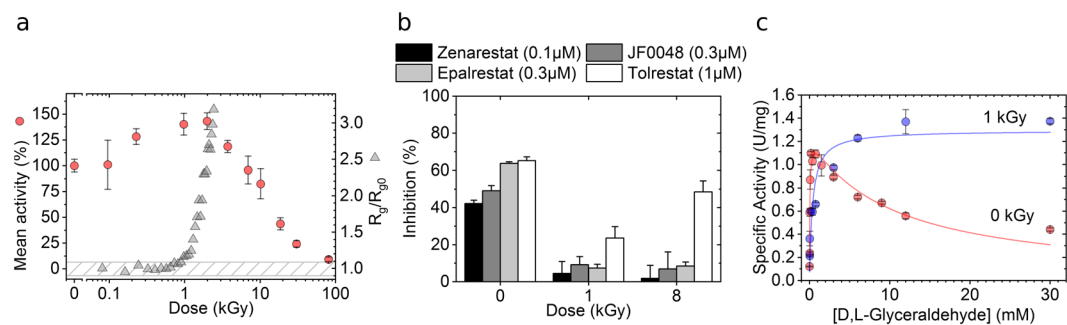 a
Mean activity (%)
150
125
100
75
50
25
0
3.0
2.5
2.0
1.5
1.0
Rg/Rg0
0 0.1 1 10 100
Dose (kGy)
b
Zenarestat (0.1µM) JF0048 (0.3µM)
Epalrestat (0.3µM) Tolrestat (1µM)
Inhibition (%)
100
80
60
40
20
0
0 1 8
Dose (kGy)
c
Specific Activity (U/mg)
1.6
1.4
1.2
1.0
0.8
0.6
0.4
0.2
0.0
1 kGy
0 kGy
0 10 20 30
[D,L-Glyceraldehyde] (mM)